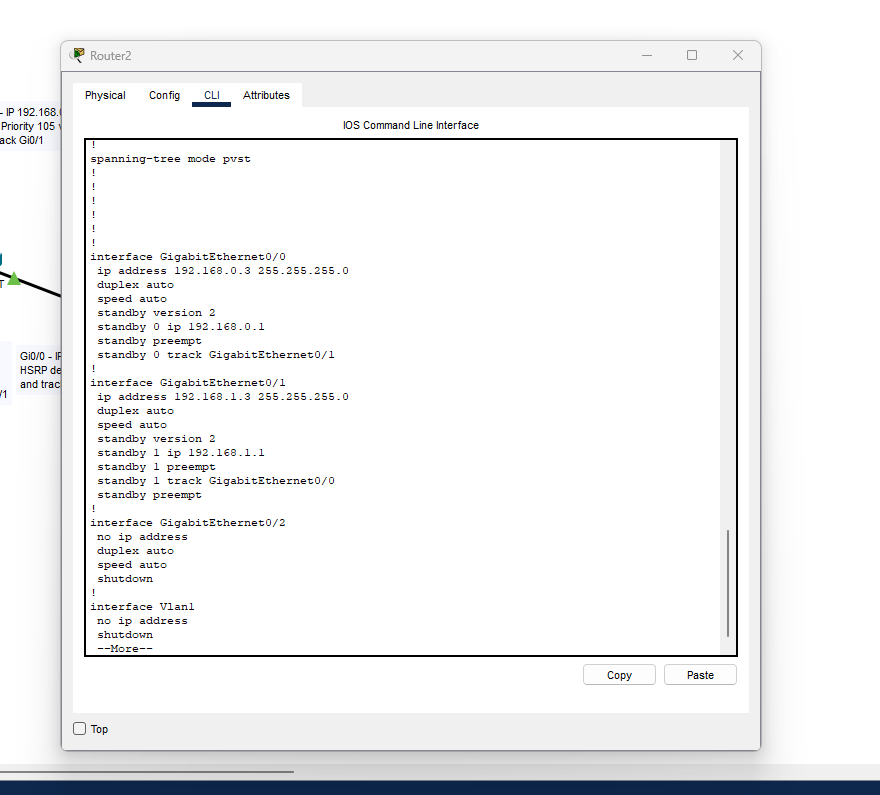 Router2
Physical Config CLI Attributes
IOS Command Line Interface
- IP 192.168.
Priority 105
ack Gi0/1
T
Gi0/0 - IP
HSRP de
and trac
/1
!
spanning-tree mode pvst
!
!
!
!
!
!
interface GigabitEthernet0/0
ip address 192.168.0.3 255.255.255.0
duplex auto
speed auto
standby version 2
standby 0 ip 192.168.0.1
standby preempt
standby 0 track GigabitEthernet0/1
!
interface GigabitEthernet0/1
ip address 192.168.1.3 255.255.255.0
duplex auto
speed auto
standby version 2
standby 1 ip 192.168.1.1
standby 1 preempt
standby 1 track GigabitEthernet0/0
standby preempt
!
interface GigabitEthernet0/2
no ip address
duplex auto
speed auto
shutdown
!
interface Vlan1
no ip address
shutdown
--More--
Copy Paste
Top